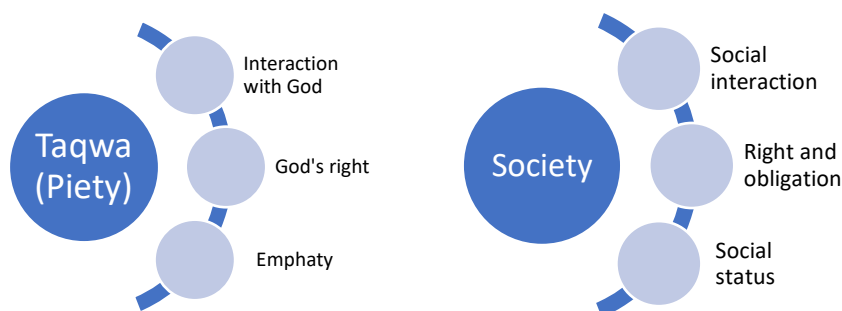 Taqwa
(Piety)
Interaction
with God
God's right
Emphaty
Society
Social
interaction
Right and
obligation
Social
status